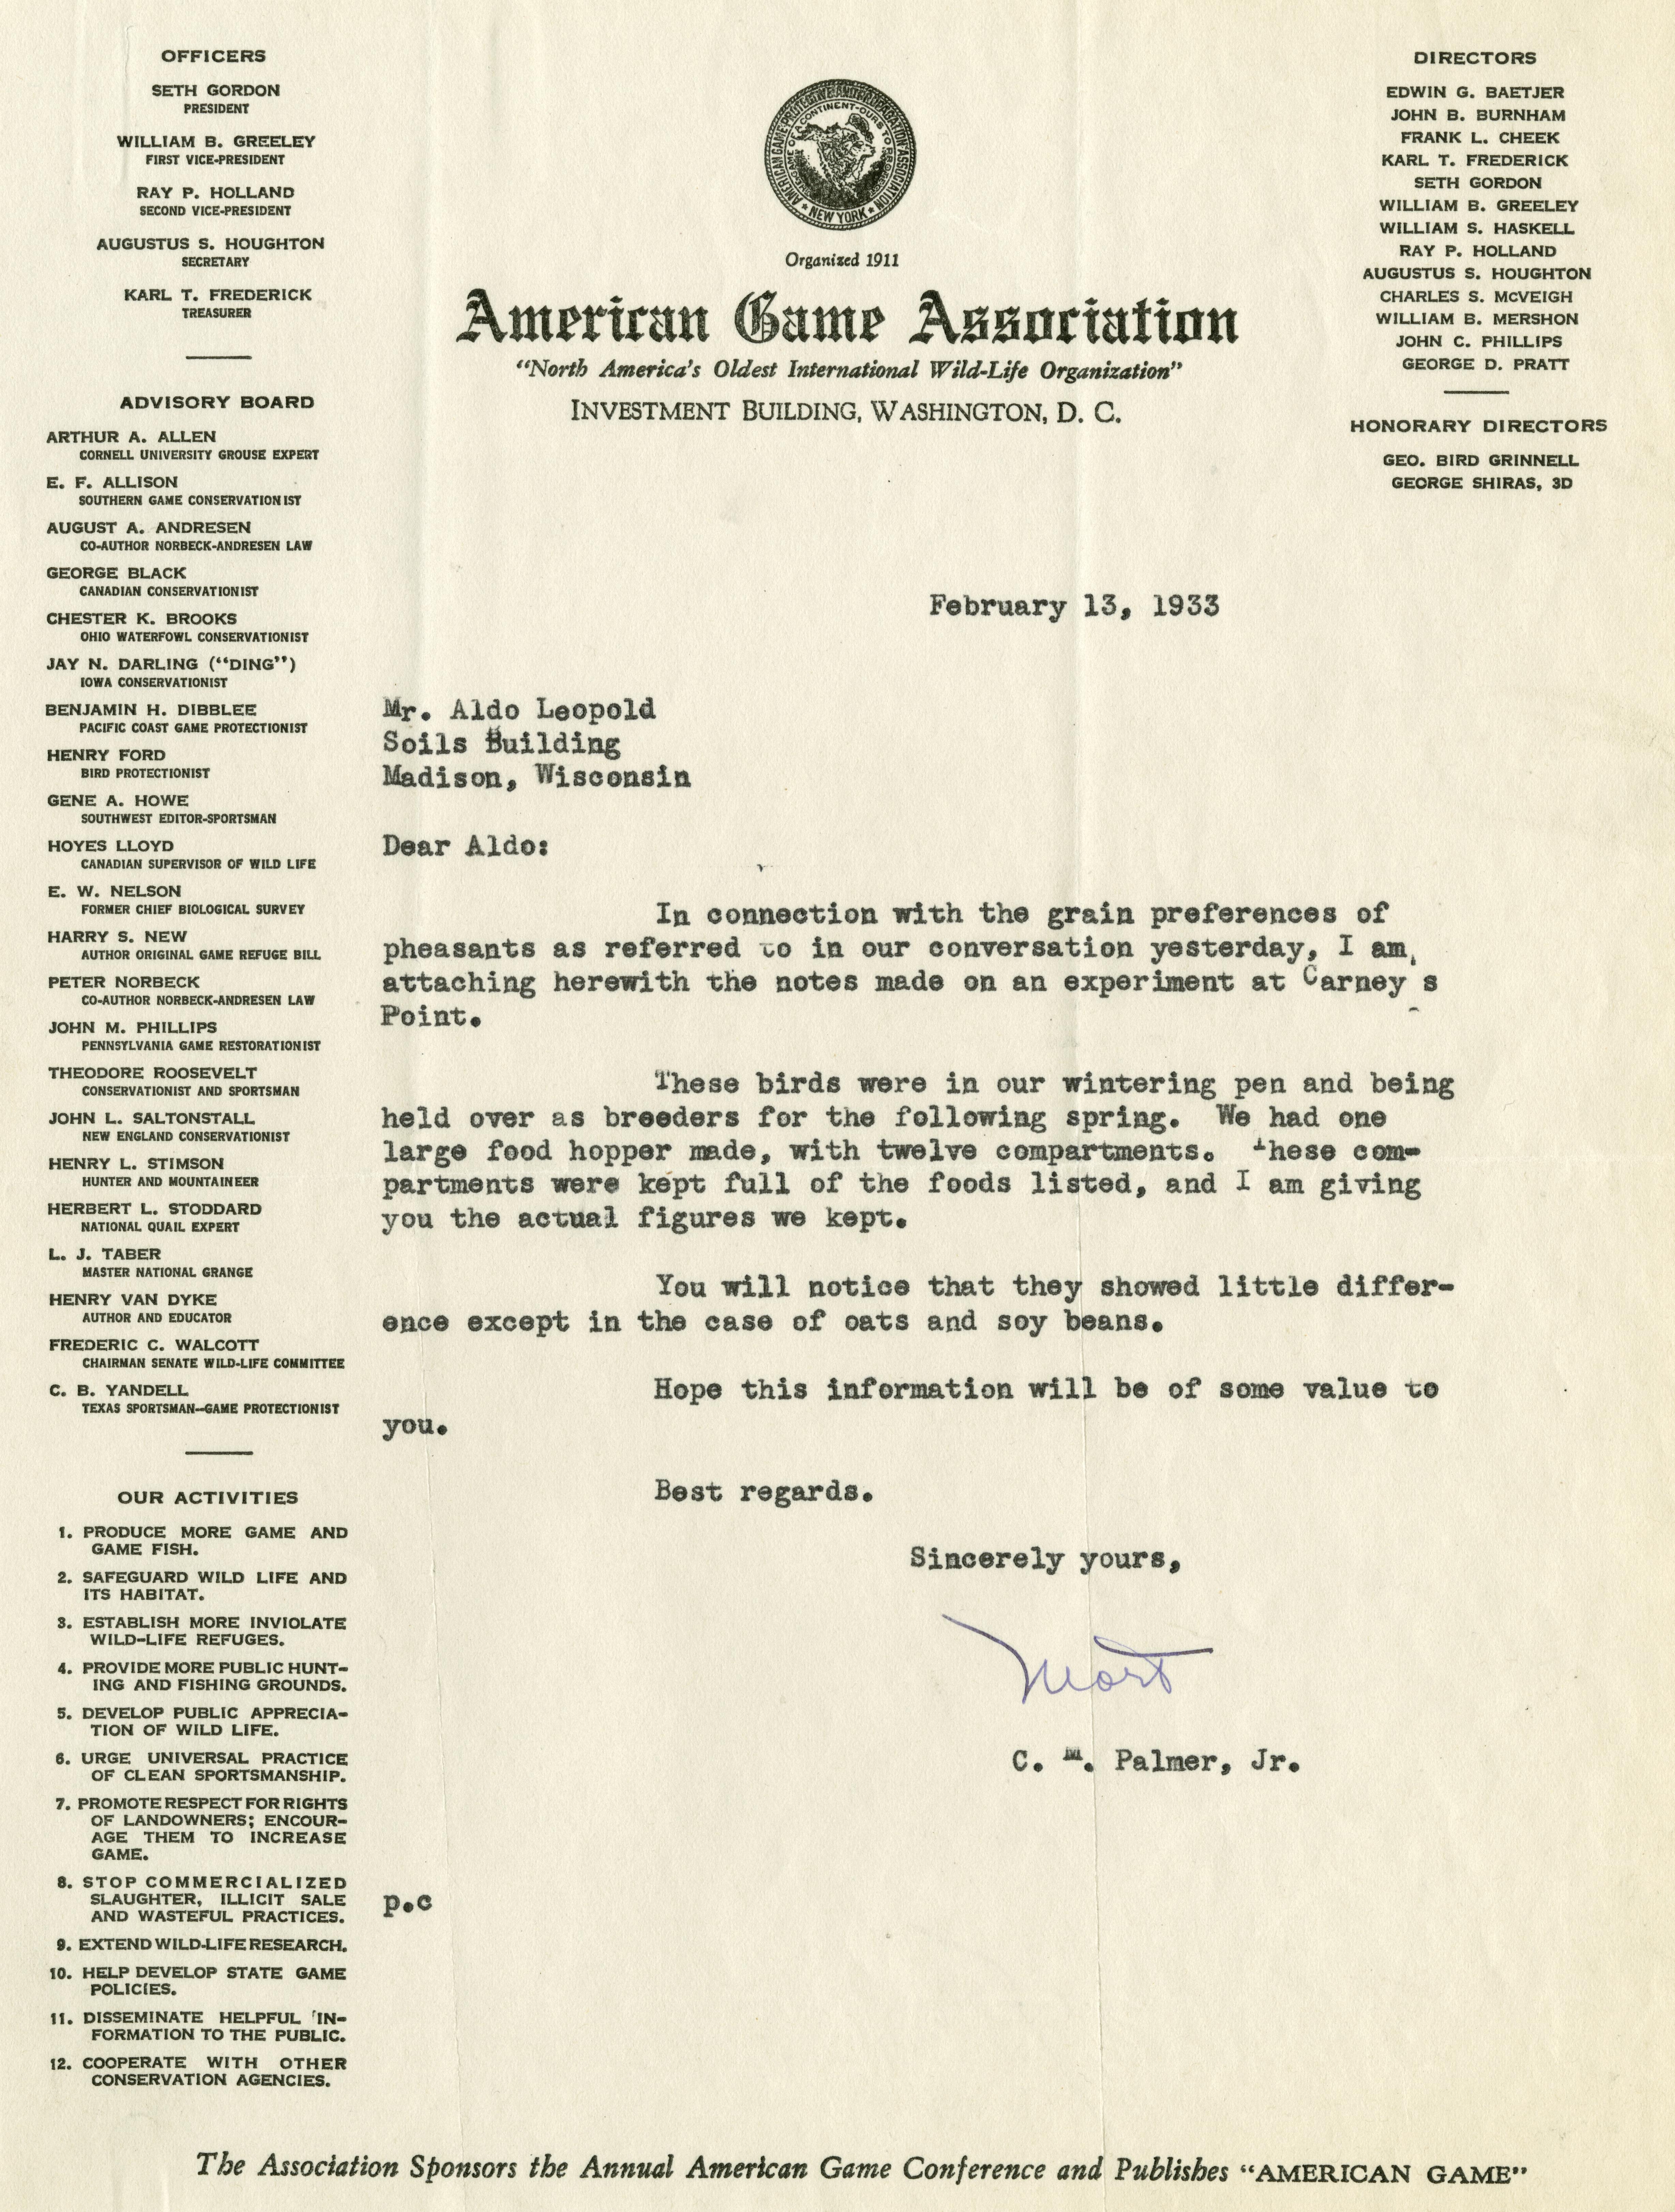 OFFICERS
SETH GORDON
PRESIDENT
WILLIAM B. GREELEY
FIRST VICE-PRESIDENT
RAY P. HOLLAND
SECOND VICE-PRESIDENT
AUGUSTUS S. HOUGHTON
SECRETARY
KARL T. FREDERICK
TREASURER
ADVISORY BOARD
ARTHUR A. ALLEN
CORNELL UNIVERSITY GROUSE EXPERT
E. F. ALLISON
SOUTHERN GAME CONSERVATIONIST
AUGUST A. ANDRESEN
CO-AUTHOR NORBECK-ANDRESEN LAW
GEORGE BLACK
CANADIAN CONSERVATIONIST
CHESTER K. BROOKS
OHIO WATERFOWL CONSERVATIONIST
JAY N. DARLING (“DING”)
IOWA CONSERVATIONIST
BENJAMIN H. DIBBLEE
PACIFIC COAST GAME PROTECTIONIST
HENRY FORD
BIRD PROTECTIONIST
GENE A. HOWE
SOUTHWEST EDITOR-SPORTSMAN
HOYES LLOYD
CANADIAN SUPERVISOR OF WILD LIFE
E. W. NELSON
FORMER CHIEF BIOLOGICAL SURVEY
HARRY S. NEW
AUTHOR ORIGINAL GAME REFUGE BILL
PETER NORBECK
CO-AUTHOR NORBECK-ANDRESEN LAW
JOHN M. PHILLIPS
PENNSYLVANIA GAME RESTORATIONIST
THEODORE ROOSEVELT
CONSERVATIONIST AND SPORTSMAN
JOHN L. SALTONSTALL
NEW ENGLAND CONSERVATIONIST
HENRY L. STIMSON
HUNTER AND MOUNTAINEER
HERBERT L. STODDARD
NATIONAL QUAIL EXPERT
L. J. TABER
MASTER NATIONAL GRANGE
HENRY VAN DYKE
AUTHOR AND EDUCATOR
FREDERIC C. WALCOTT
CHAIRMAN SENATE WILD-LIFE COMMITTEE
C. B. YANDELL
TEXAS SPORTSMAN—GAME PROTECTIONIST
OUR ACTIVITIES
1. PRODUCE MORE GAME AND
GAME FISH.
2. SAFEGUARD WILD LIFE AND
ITS HABITAT.
3. ESTABLISH MORE INVIOLATE
WILD-LIFE REFUGES.
4. PROVIDE MORE PUBLIC HUNT-
ING AND FISHING GROUNDS.
5. DEVELOP PUBLIC APPRECIA-
TION OF WILD LIFE.
6. URGE UNIVERSAL PRACTICE
OF CLEAN SPORTSMANSHIP.
7. PROMOTE RESPECT FOR RIGHTS
OF LANDOWNERS; ENCOUR-
AGE THEM TO INCREASE
GAME.
8. STOP COMMERCIALIZED
SLAUGHTER, ILLICIT SALE
AND WASTEFUL PRACTICES.
9. EXTEND WILD-LIFE RESEARCH.
10. HELP DEVELOP STATE GAME
POLICIES.
11. DISSEMINATE HELPFUL IN-
FORMATION TO THE PUBLIC.
12. COOPERATE WITH OTHER
CONSERVATION AGENCIES.
NEW YORK
Organized 1911
American Game Association
“North America's Oldest International Wild-Life Organization”
INVESTMENT BUILDING, WASHINGTON, D. C.
DIRECTORS
EDWIN G. BAETJER
JOHN B. BURNHAM
FRANK L. CHEEK
KARL T. FREDERICK
SETH GORDON
WILLIAM B. GREELEY
WILLIAM S. HASKELL
RAY P. HOLLAND
AUGUSTUS S. HOUGHTON
CHARLES S. McVEIGH
WILLIAM B. MERSHON
JOHN C. PHILLIPS
GEORGE D. PRATT
HONORARY DIRECTORS
GEO. BIRD GRINNELL
GEORGE SHIRAS, 3D
February 13, 1933
Mr. Aldo Leopold
Soils Building
Madison, Wisconsin
Dear Aldo:
In connection with the grain preferences of
pheasants as referred to in our conversation yesterday, I am
attaching herewith the notes made on an experiment at Carney's
Point.
These birds were in our wintering pen and being
held over as breeders for the following spring. We had one
large food hopper made, with twelve compartments. These com-
partments were kept full of the foods listed, and I am giving
you the actual figures we kept.
You will notice that they showed little differ-
ence except in the case of oats and soy beans.
Hope this information will be of some value to
you.
Best regards.
Sincerely yours,
Mort
C. M. Palmer, Jr.
p.c
The Association Sponsors the Annual American Game Conference and Publishes “AMERICAN GAME”